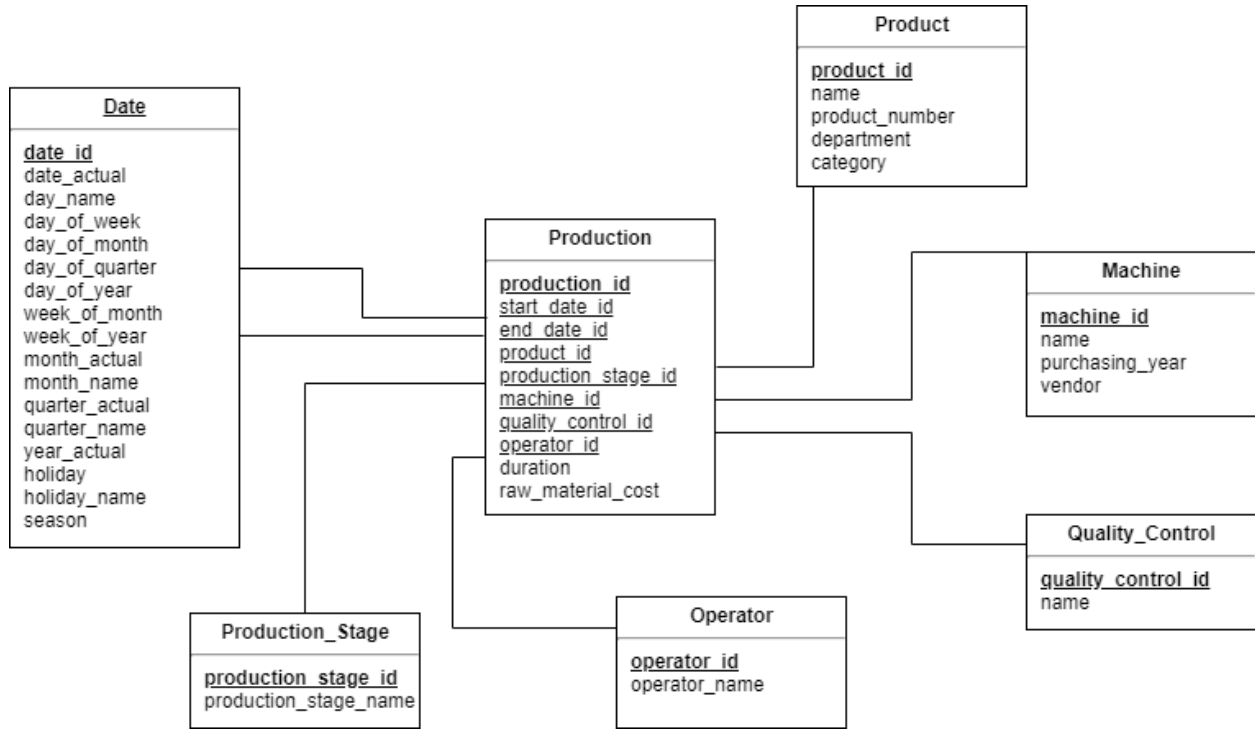 Product
product_id
name
product_number
department
category
Date
date_id
date_actual
day_name
day_of_week
day_of_month
day_of_quarter
day_of_year
week_of_month
week_of_year
month_actual
month_name
quarter_actual
quarter_name
year_actual
holiday
holiday_name
season
Production
production_id
start_date_id
end_date_id
product_id
production_stage_id
machine_id
quality_control_id
operator_id
duration
raw_material_cost
Machine
machine_id
name
purchasing_year
vendor
Quality_Control
quality_control_id
name
Production_Stage
production_stage_id
production_stage_name
Operator
operator_id
operator_name